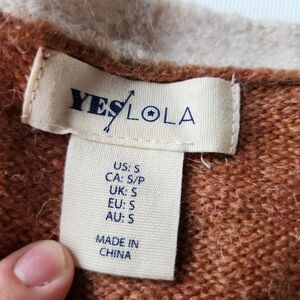 YES LOLA
US: S
CA: S/P
UK: S
EU: S
AU: S
MADE IN
CHINA